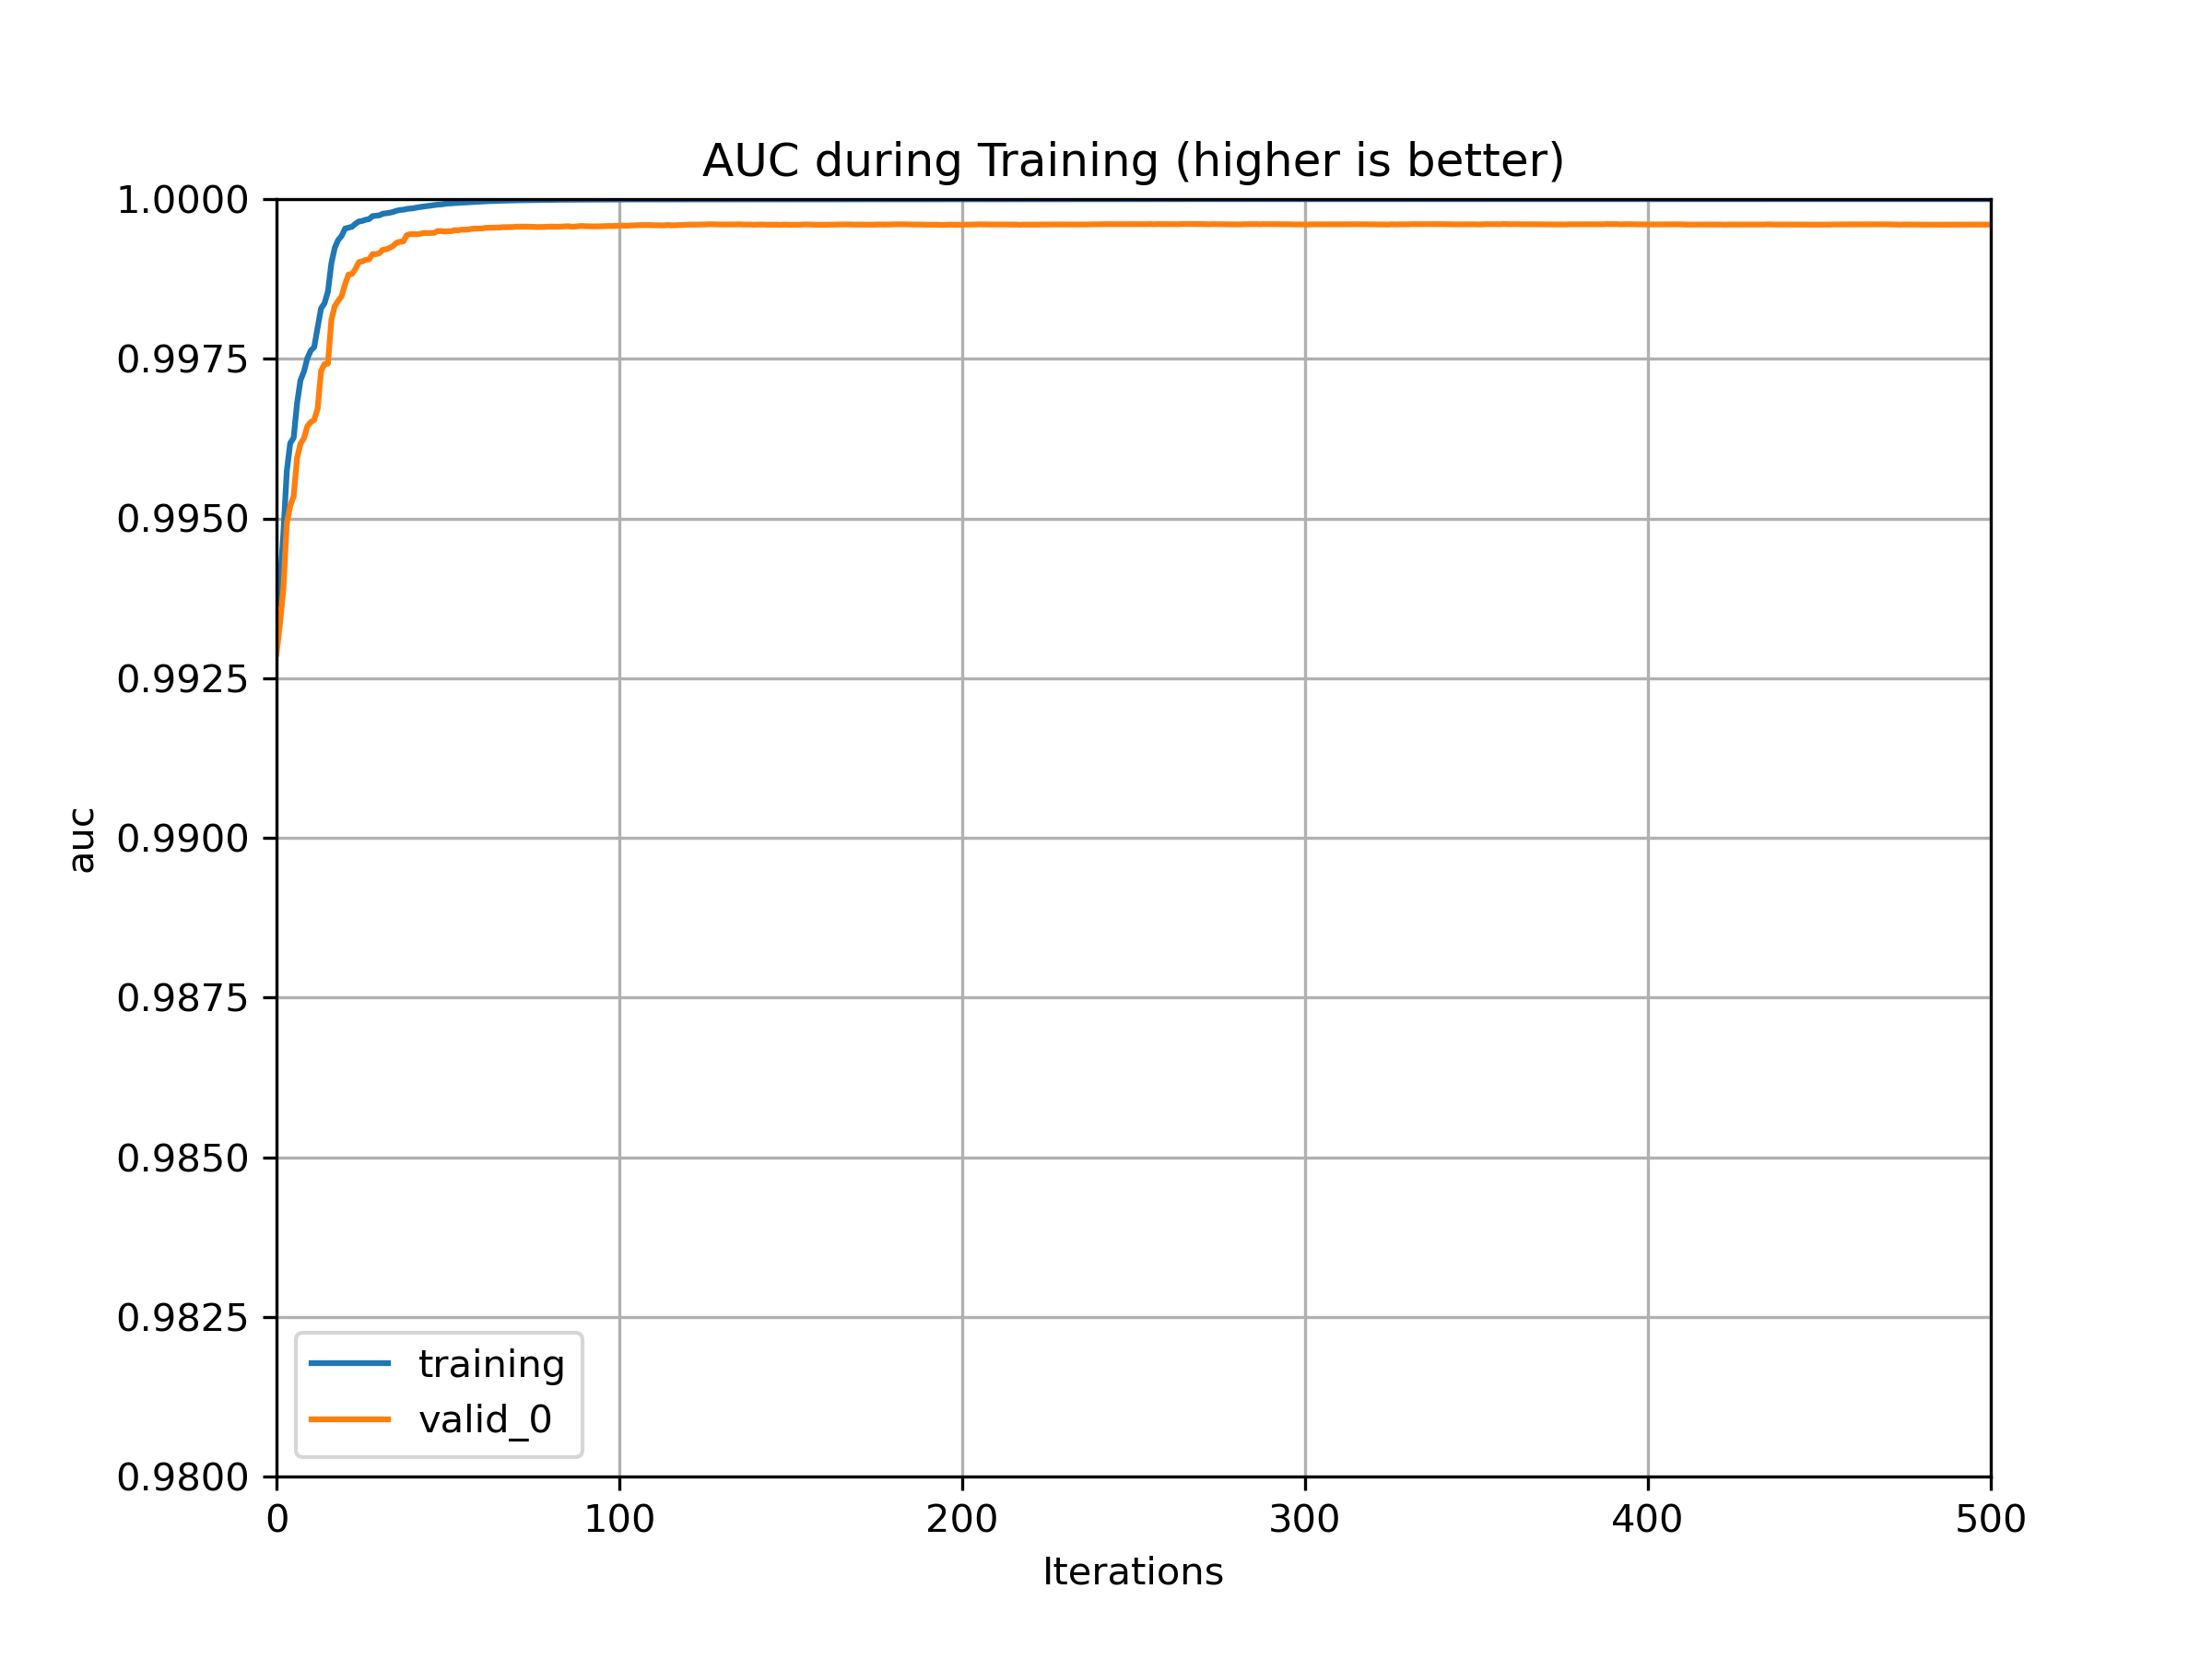 AUC during Training (higher is better)
1.0000
0.9975
0.9950
0.9925
0.9900
0.9875
0.9850
0.9825
0.9800
auc
training
valid_0
0 100 200 300 400 500
Iterations